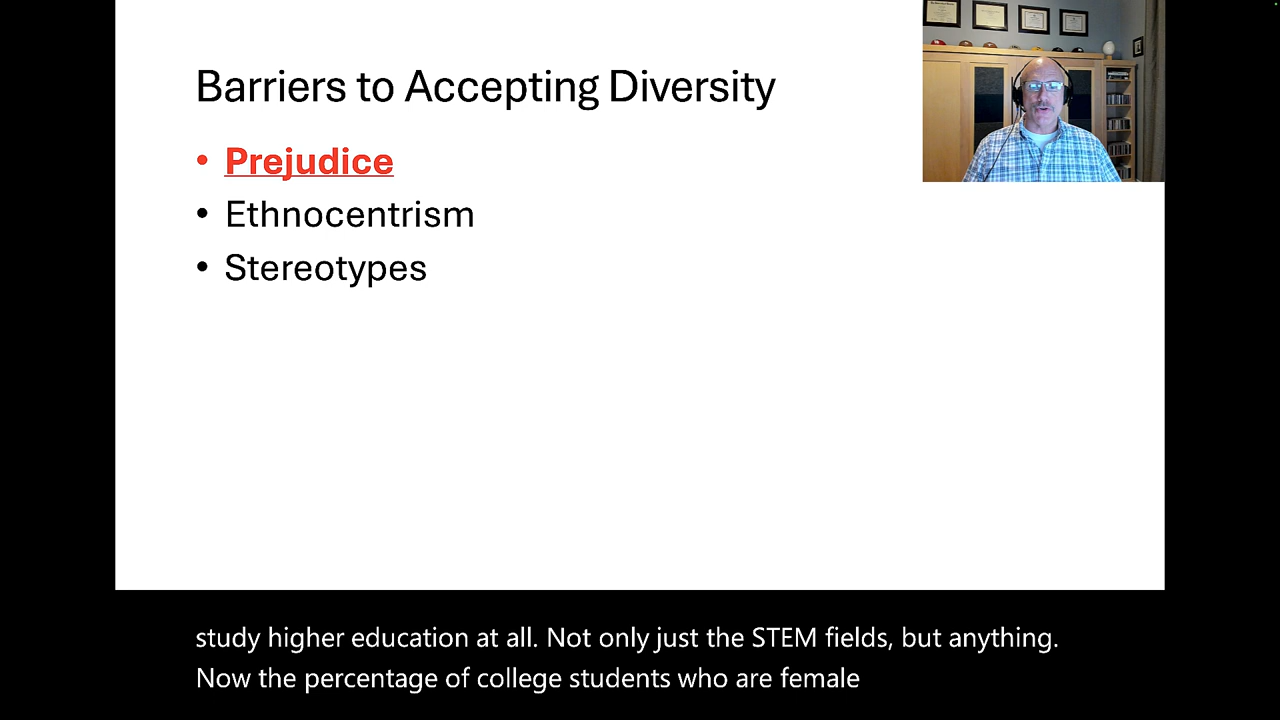 Barriers to Accepting Diversity
• Prejudice
• Ethnocentrism
• Stereotypes
study higher education at all. Not only just the STEM fields, but anything.
Now the percentage of college students who are female